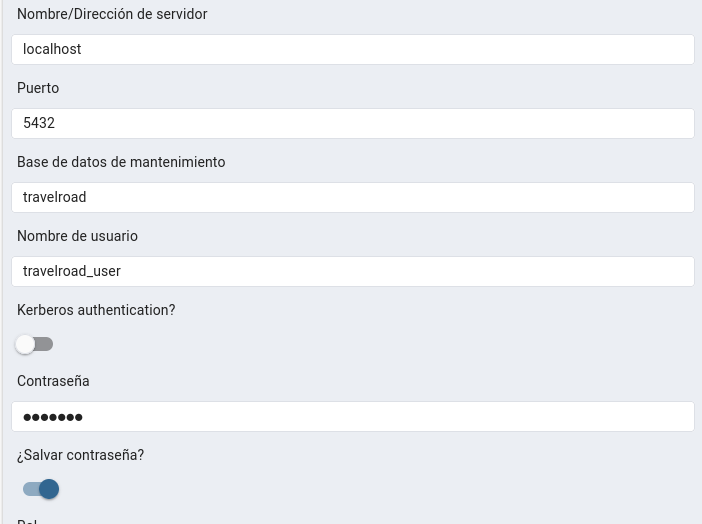 Nombre/Dirección de servidor
localhost
Puerto
5432
Base de datos de mantenimiento
travelroad
Nombre de usuario
travelroad_user
Kerberos authentication?
Contraseña
●●●●●●●
¿Salvar contraseña?